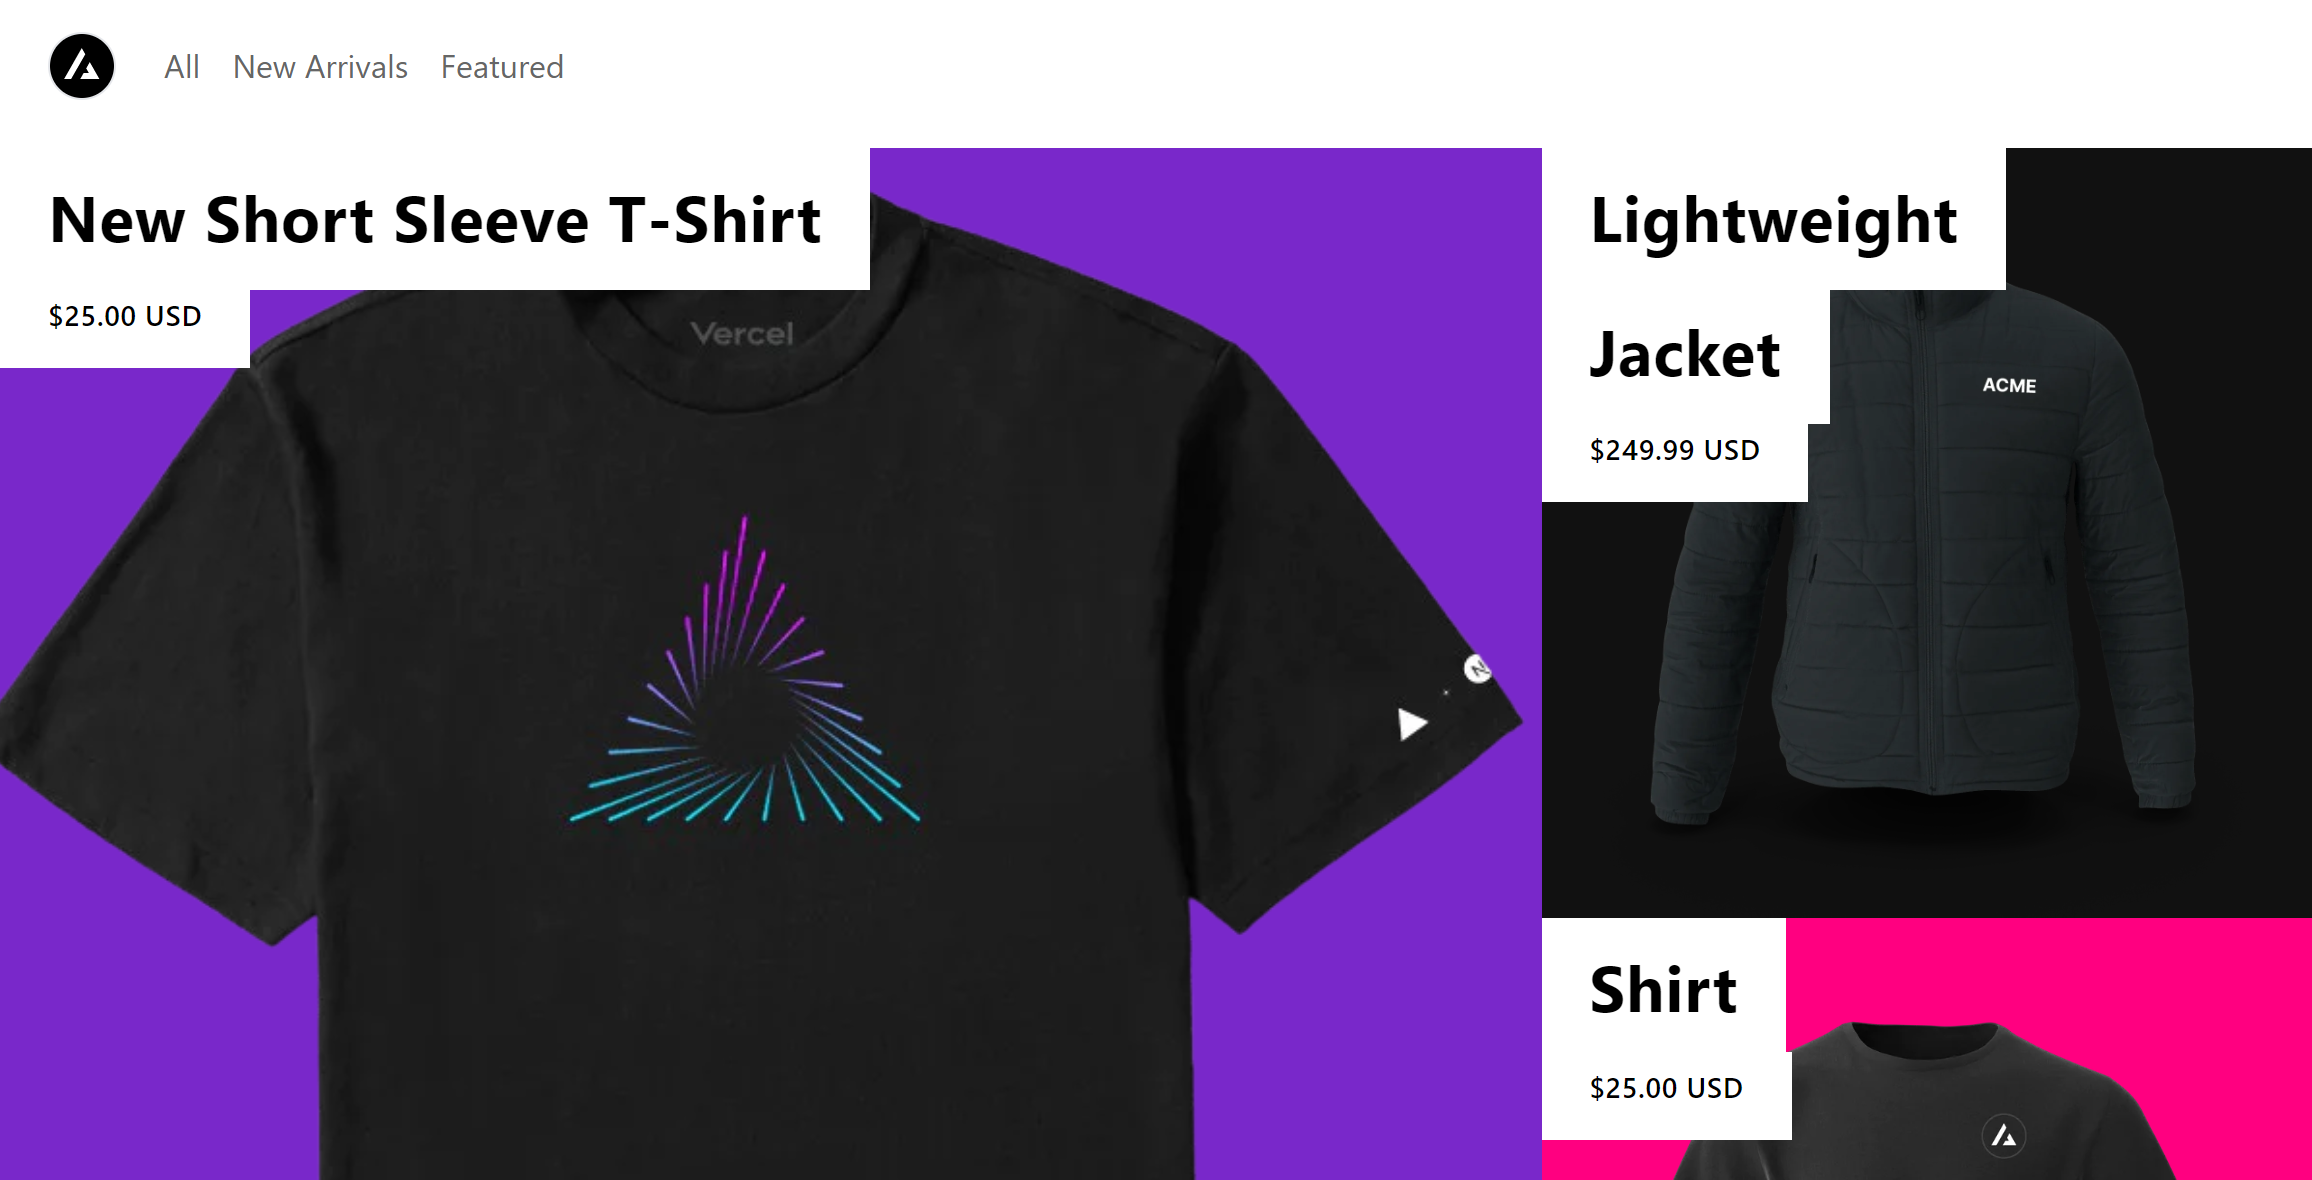 All New Arrivals Featured
New Short Sleeve T-Shirt
$25.00 USD
Vercel
N
Lightweight
Jacket
$249.99 USD
ACME
Shirt
$25.00 USD